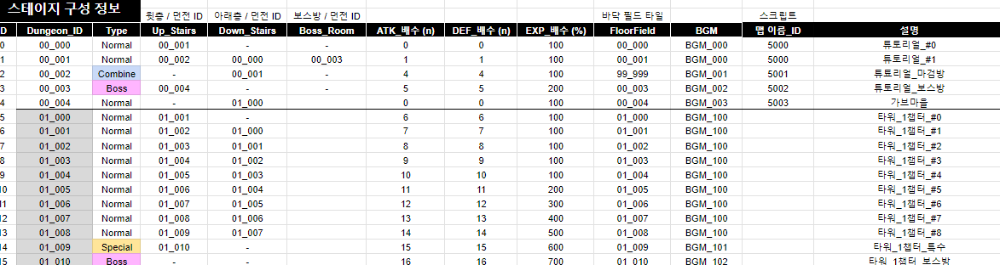 스테이지 구성 정보 윗층 / 던전 ID 아래층 / 던전 ID 보스방 / 던전 ID 바닥 필드 타일 스크립트
D Dungeon_ID Type Up_Stairs Down_Stairs Boss_Room ATK_배수 (n) DEF_배수 (n) EXP_배수 (%) FloorField BGM 맵 이름_ID 설명
0 00_000 Normal 00_001 - - 0 0 100 00_000 BGM_000 5000 튜토리얼_#0
1 00_001 Normal 00_002 00_000 00_003 1 1 100 00_001 BGM_000 5000 튜토리얼_#1
2 00_002 Combine - 00_001 - 4 4 100 99_999 BGM_001 5001 튜툐리얼_마검방
3 00_003 Boss 00_004 - - 5 5 200 00_003 BGM_002 5002 튜토리얼_보스방
4 00_004 Normal - 01_000 0 0 100 00_004 BGM_003 5003 가브마을
5 01_000 Normal 01_001 - 6 6 100 01_000 BGM_100 타워_1챕터_#0
6 01_001 Normal 01_002 01_000 7 7 100 01_001 BGM_100 타워_1챕터_#1
7 01_002 Normal 01_003 01_001 8 8 100 01_002 BGM_100 타워_1챕터_#2
8 01_003 Normal 01_004 01_002 9 9 100 01_003 BGM_100 타워_1챕터_#3
9 01_004 Normal 01_005 01_003 10 10 100 01_004 BGM_100 타워_1챕터_#4
10 01_005 Normal 01_006 01_004 11 11 200 01_005 BGM_100 타워_1챕터_#5
11 01_006 Normal 01_007 01_005 12 12 300 01_006 BGM_100 타워_1챕터_#6
12 01_007 Normal 01_008 01_006 13 13 400 01_007 BGM_100 타워_1챕터_#7
13 01_008 Normal 01_009 01_007 14 14 500 01_008 BGM_100 타워_1챕터_#8
14 01_009 Special 01_010 - 15 15 600 01_009 BGM_101 타워_1챕터_특수
15 01_010 Boss - - 16 16 700 01_010 BGM_102 타워_1챕터_보스방